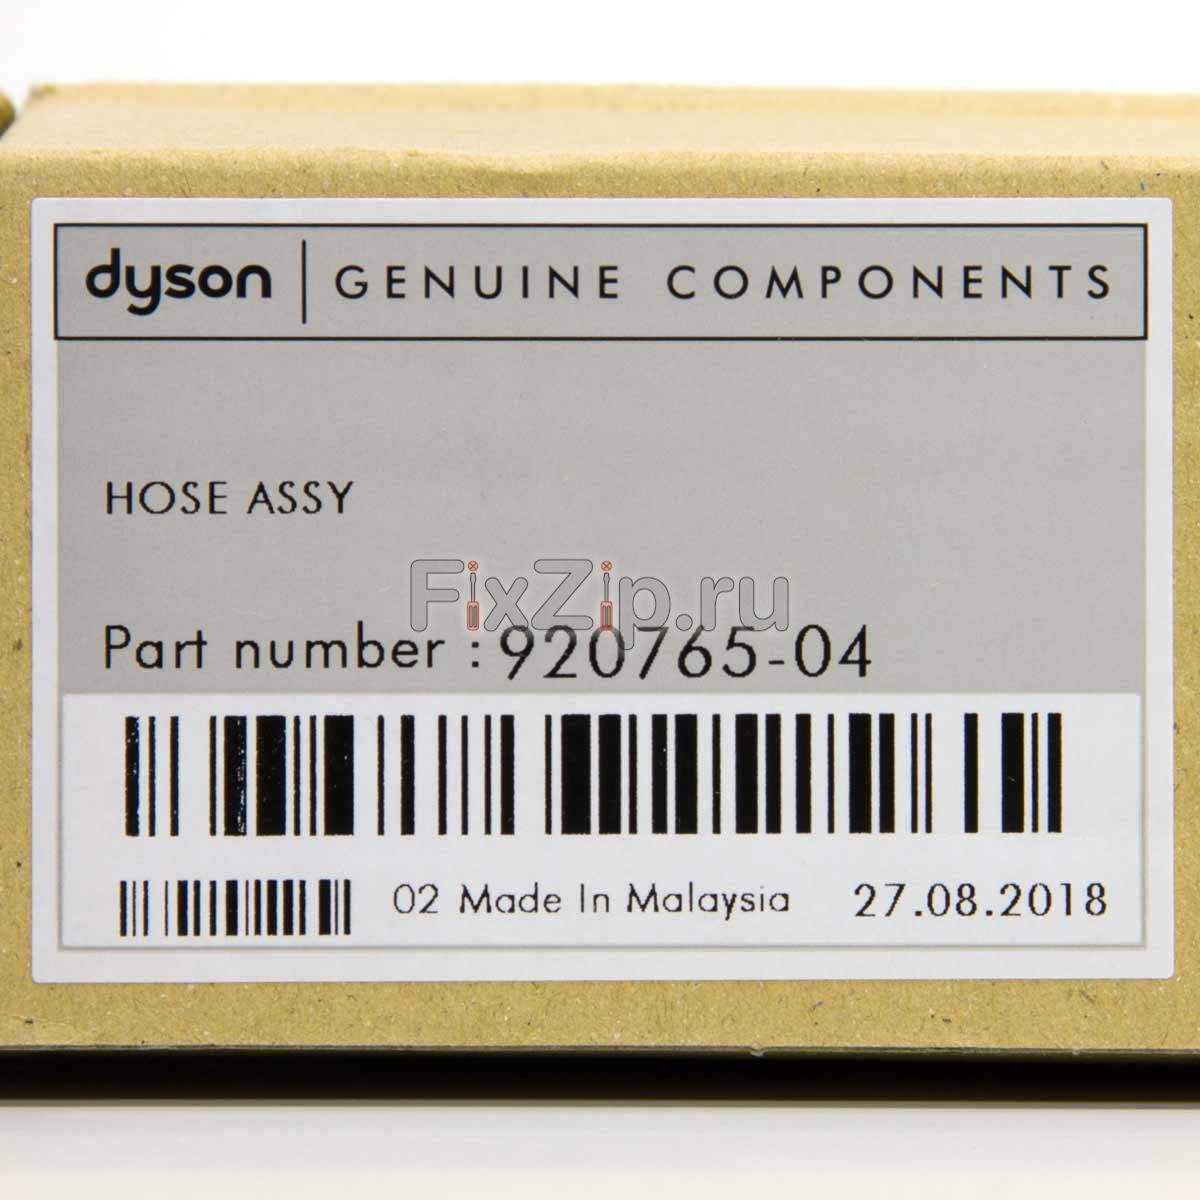 dyson GENUINE COMPONENTS
HOSE ASSY
FixZip.ru
Part number : 920765-04
02 Made In Malaysia 27.08.2018